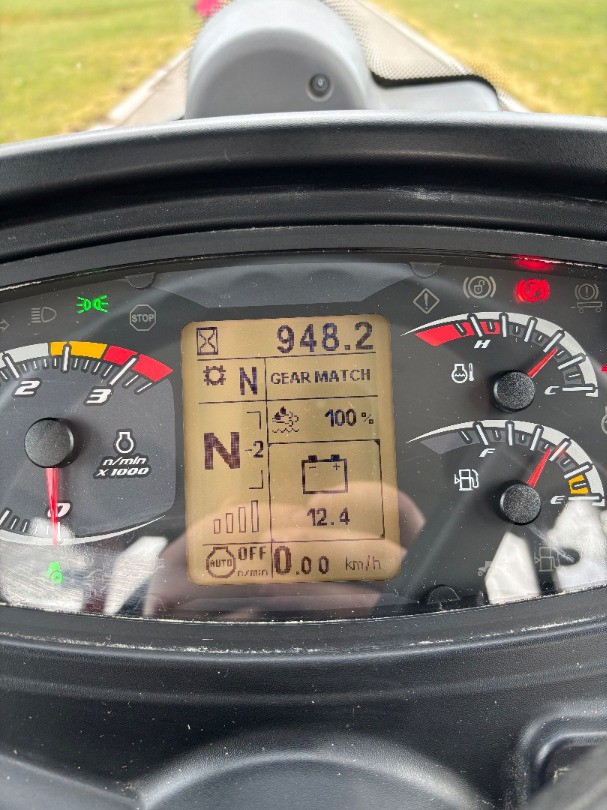 STOP
948.2
N
GEAR MATCH
100 %
N -2
- +
12.4
AUTO OFF
n/min
0.00 km/h
2
3
0
n/min
X1000
H
C
F
E